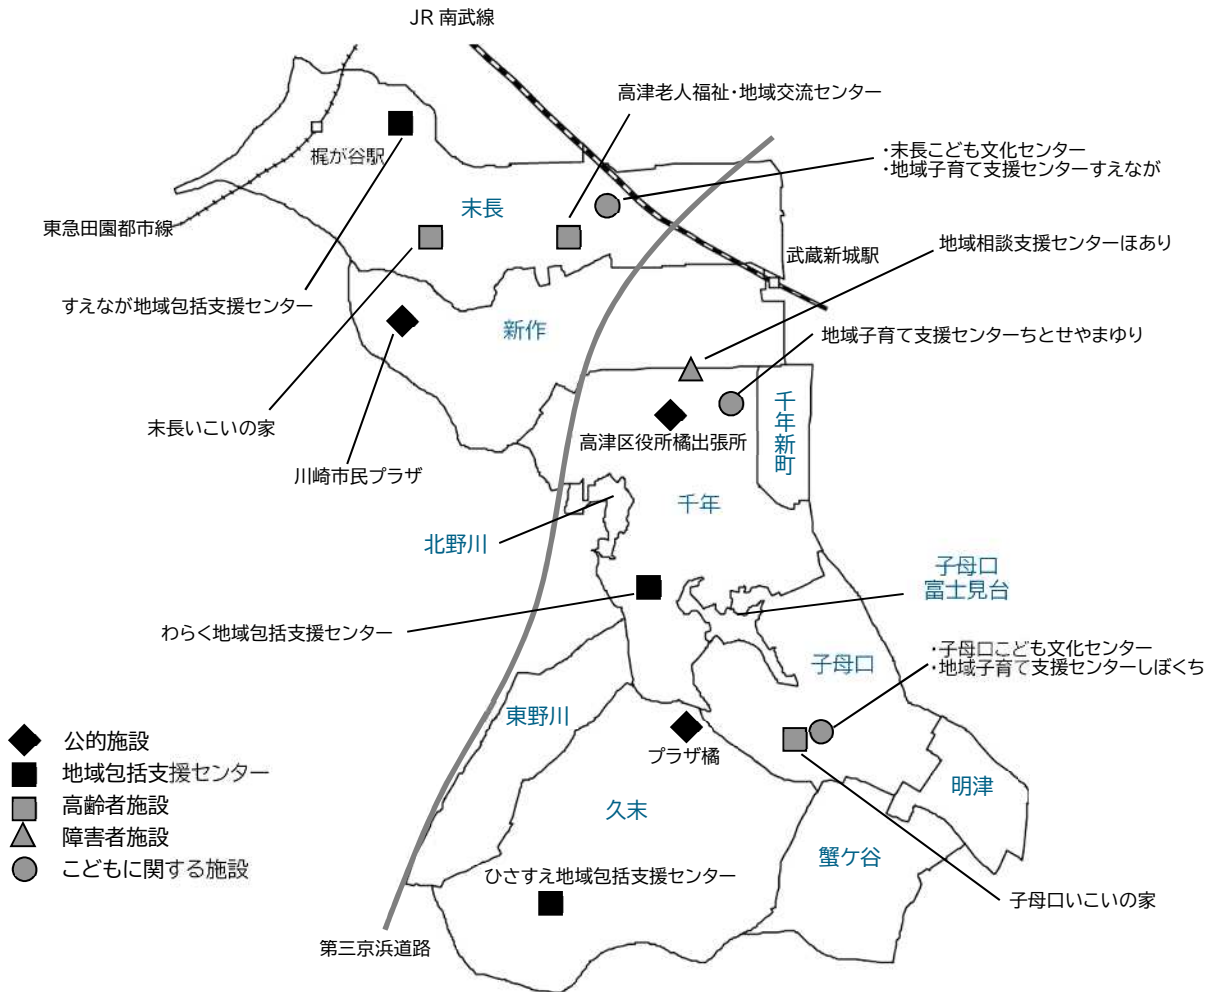 JR 南武線
高津老人福祉・地域交流センター
・末長こども文化センター
・地域子育て支援センターすえなが
梶が谷駅
末長
東急田園都市線
地域相談支援センターほあり
武蔵新城駅
すえなが地域包括支援センター
新作
地域子育て支援センターちとせやまゆり
千年新町
末長いこいの家
高津区役所橘出張所
川崎市民プラザ
千年
北野川
子母口
富士見台
わらく地域包括支援センター
・子母口こども文化センター
・地域子育て支援センターしぼくち
子母口
東野川
プラザ橘
公的施設
地域包括支援センター
高齢者施設
障害者施設
こどもに関する施設
久末
明津
蟹ケ谷
ひさすえ地域包括支援センター
子母口いこいの家
第三京浜道路